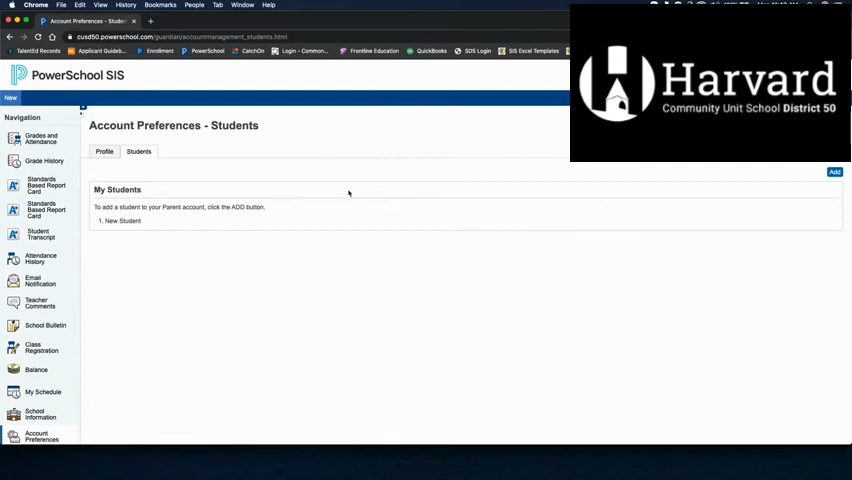 Chrome File Edit View History Bookmarks People Tab Window Help
Account Preferences - Studen
cusd50.powerschool.com/guardian/accountmanagement_students.html
TalentEd Records Applicant Guideb... CatchOn Enrollment PowerSchool Login - Common... Frontline Education QuickBooks SDS Login SIS Excel Templates
PowerSchool SIS
Harvard
Community Unit School District 50
New
Navigation
Grades and
Attendance
Grade History
Standards
Based Report
Card
Standards
Based Report
Card
Student
Transcript
Attendance
History
Email
Notification
Teacher
Comments
School Bulletin
Class
Registration
Balance
My Schedule
School
Information
Account
Preferences
Account Preferences - Students
Profile Students
Add
My Students
To add a student to your Parent account, click the ADD button.
1. New Student